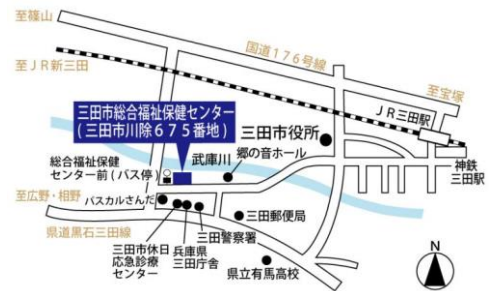 至篠山
国道176号線
至JR新三田
至宝塚
三田市総合福祉保健センター
(三田市川除675番地)
JR三田駅
三田市役所
武庫川
郷の音ホール
総合福祉保健
センター前(バス停)
神鉄
三田駅
至広野・相野
パスカルさんだ
三田郵便局
県道黒石三田線
三田警察署
三田市休日
応急診療
センター
兵庫県
三田庁舎
県立有馬高校
N